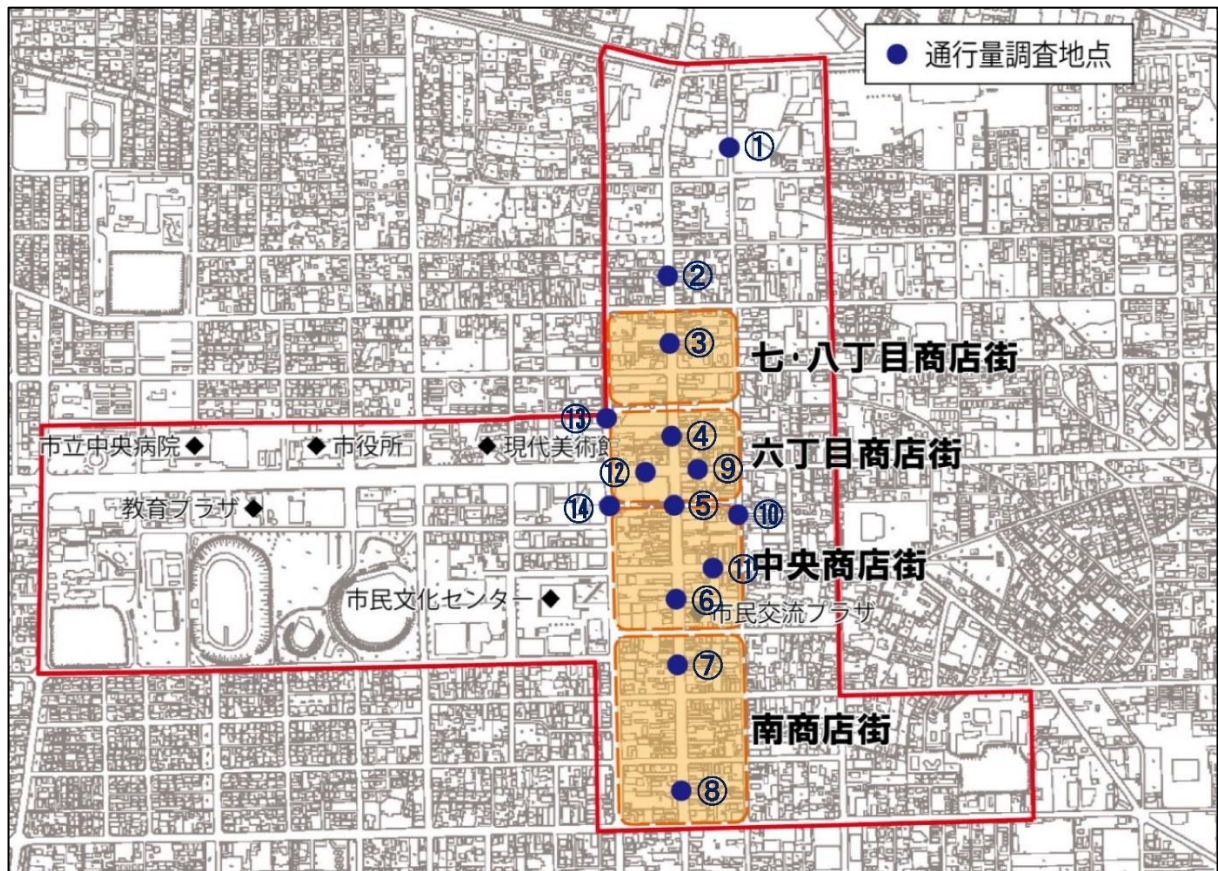 通行量調査地点
①
②
③
七・八丁目商店街
⑬
④
市立中央病院
市役所
現代美術館
六丁目商店街
⑫
⑨
教育プラザ
⑭
⑤
⑩
⑪
中央商店街
市民文化センター
⑥
市民交流プラザ
⑦
南商店街
⑧